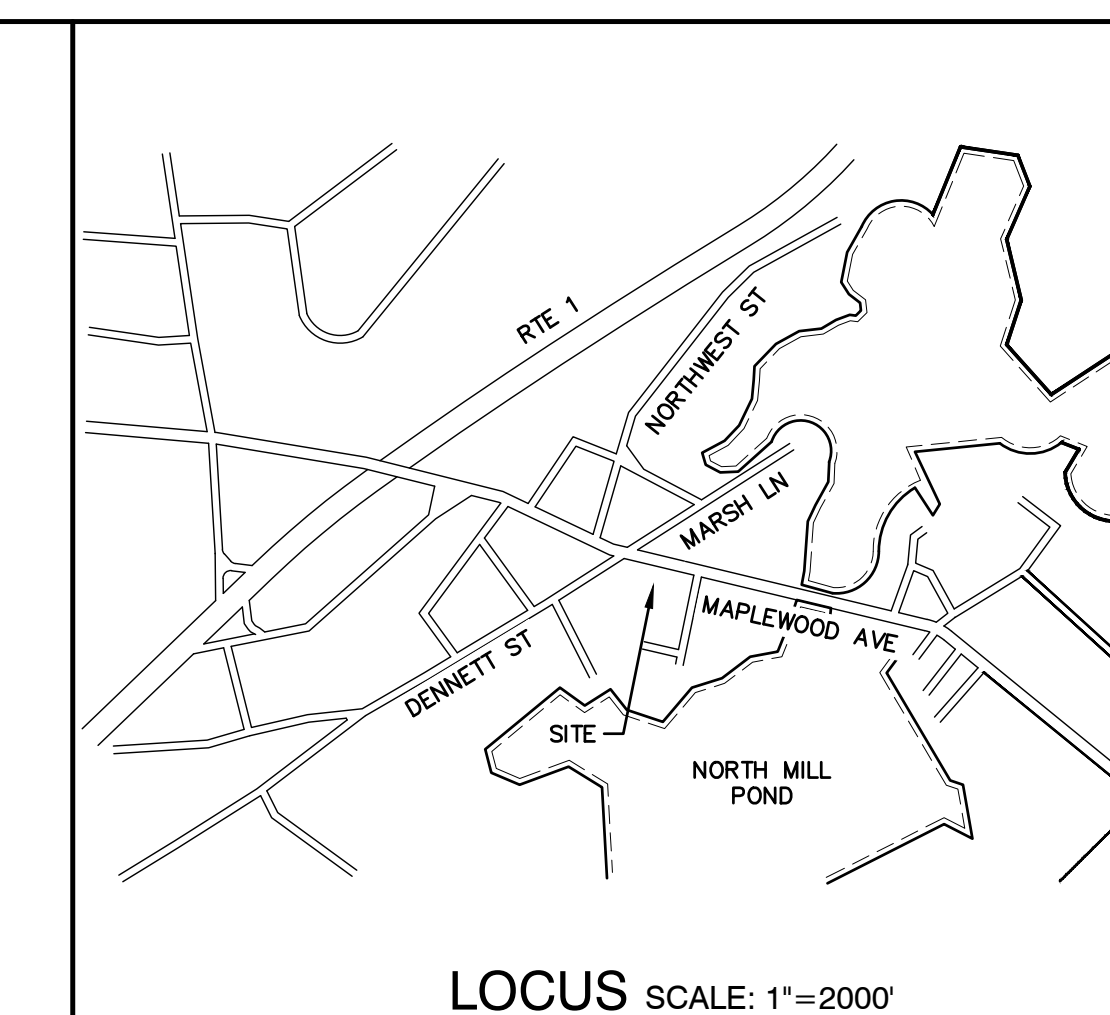 RTE 1
NORTHWEST ST
MARSH LN
MAPLEWOOD AVE
DENNETT ST
SITE
NORTH MILL
POND
LOCUS SCALE: 1"=2000'